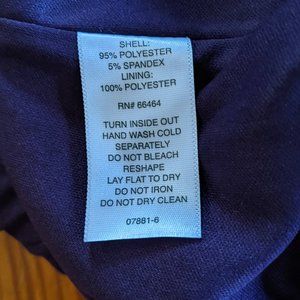 SHELL:
95% POLYESTER
5% SPANDEX
LINING:
100% POLYESTER
RN# 66464
TURN INSIDE OUT
HAND WASH COLD
SEPARATELY
DO NOT BLEACH
RESHAPE
LAY FLAT TO DRY
DO NOT IRON
DO NOT DRY CLEAN
07881-6